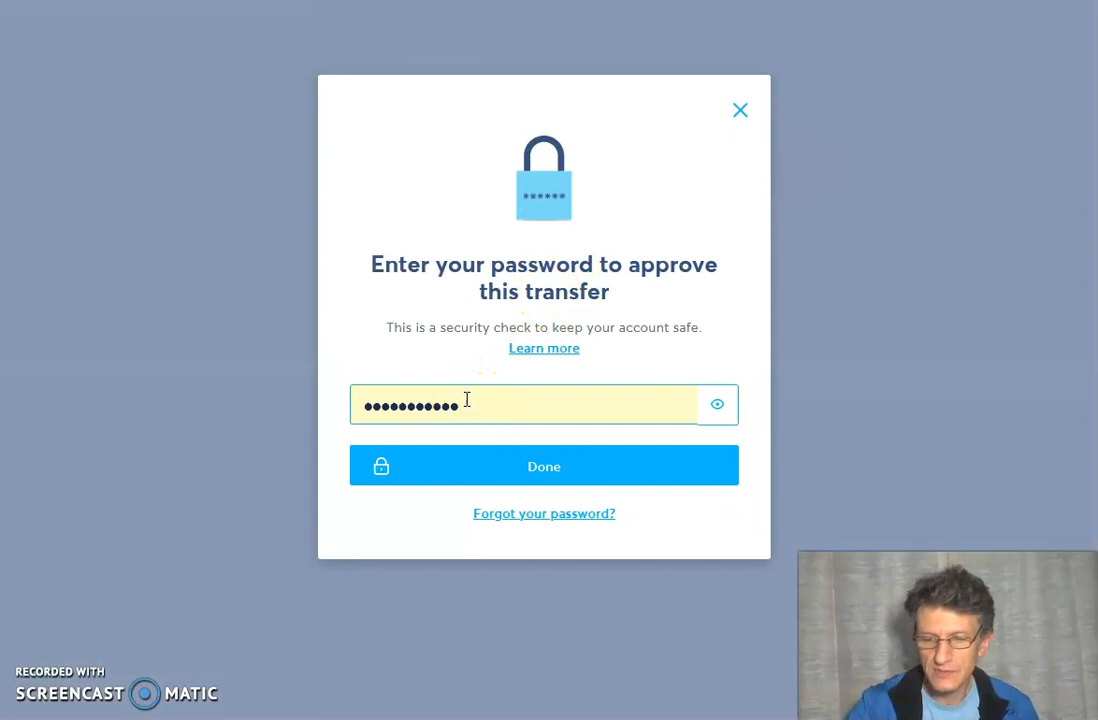 ******
Enter your password to approve
this transfer
This is a security check to keep your account safe.
Learn more
●●●●●●●●●●●
Done
Forgot your password?
RECORDED WITH
SCREENCAST MATIC